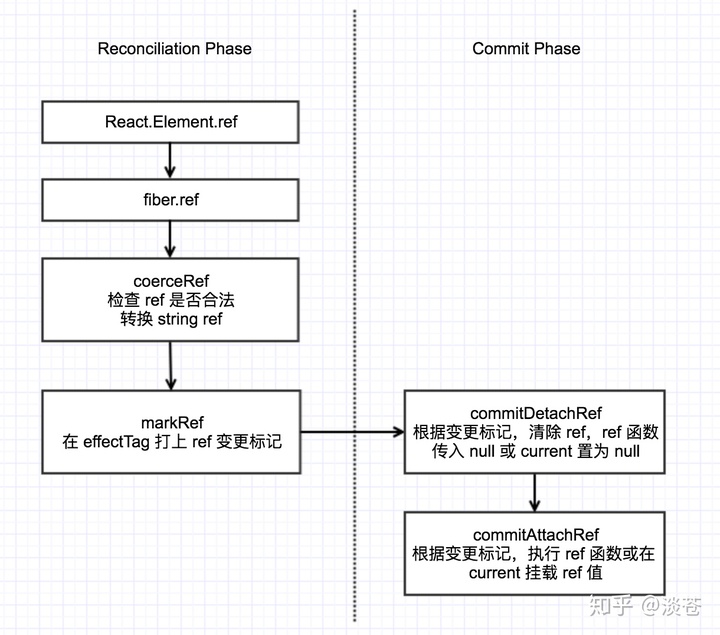 Reconciliation Phase
Commit Phase
React.Element.ref
fiber.ref
coerceRef
检查 ref 是否合法
转换 string ref
markRef
在 effectTag 打上 ref 变更标记
commitDetachRef
根据变更标记，清除 ref，ref 函数
传入 null 或 current 置为 null
commitAttachRef
根据变更标记，执行 ref 函数或在
current 挂载 ref 值
知乎 @淡苍